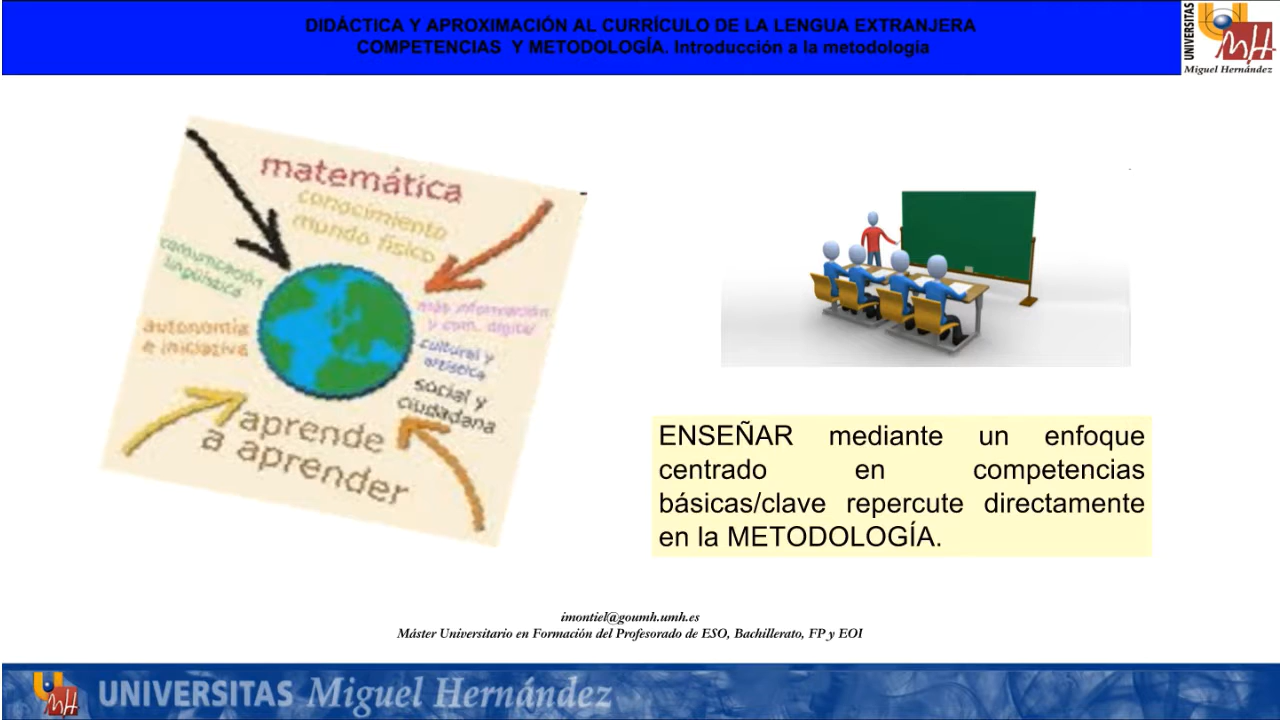 DIDÁCTICA Y APROXIMACIÓN AL CURRÍCULO DE LA LENGUA EXTRANJERA
COMPETENCIAS Y METODOLOGÍA. Introducción a la metodología
UNIVERSITAS
Miguel Hernández
matemática
conocimiento
mundo físico
comunicación
lingüística
autonomía
e iniciativa
información
y com. digital
cultural y
artística
social y
ciudadana
aprende
a aprender
ENSEÑAR mediante un enfoque
centrado en competencias
básicas/clave repercute directamente
en la METODOLOGÍA.
imontiel@goumh.umh.es
Máster Universitario en Formación del Profesorado de ESO, Bachillerato, FP y EOI
UNIVERSITAS Miguel Hernández